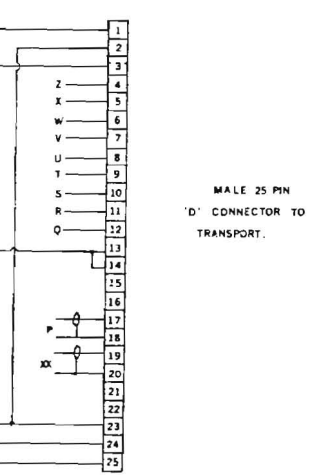 1
2
3
Z 4
X 5
W 6
V 7
U 8
T 9
S 10
R 11
Q 12
13
14
15
16
17
P
18
19
XX
20
21
22
23
24
25
MALE 25 PIN
'D' CONNECTOR TO
TRANSPORT.